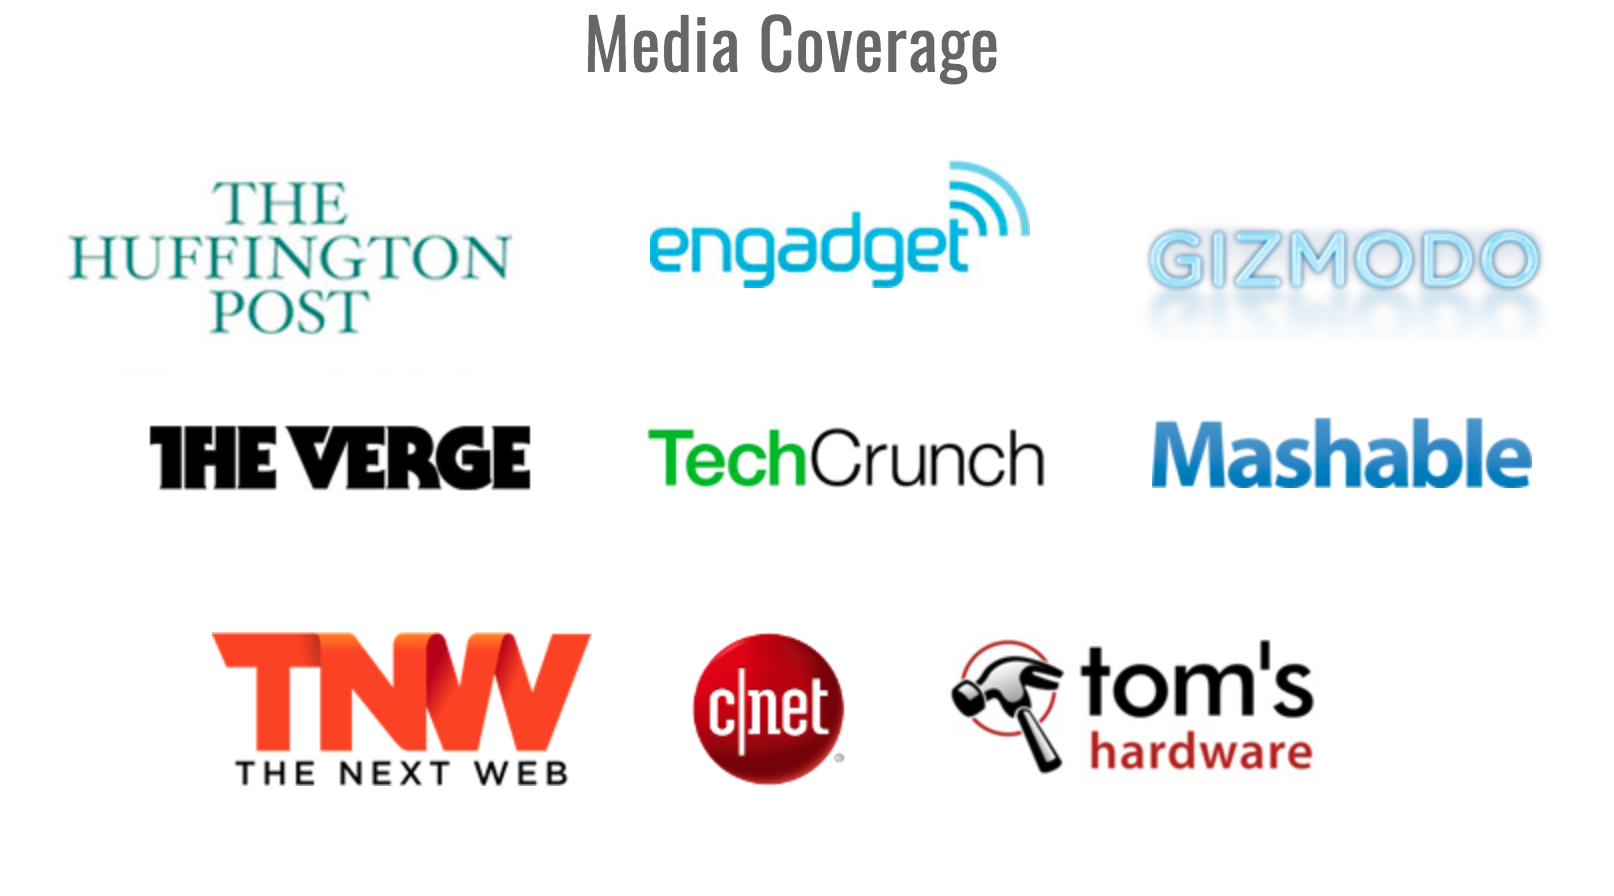 Media Coverage
THE
HUFFINGTON
POST
engadget
GIZMODO
THE VERGE
TechCrunch
Mashable
TNW
THE NEXT WEB
c|net
®
tom's
hardware